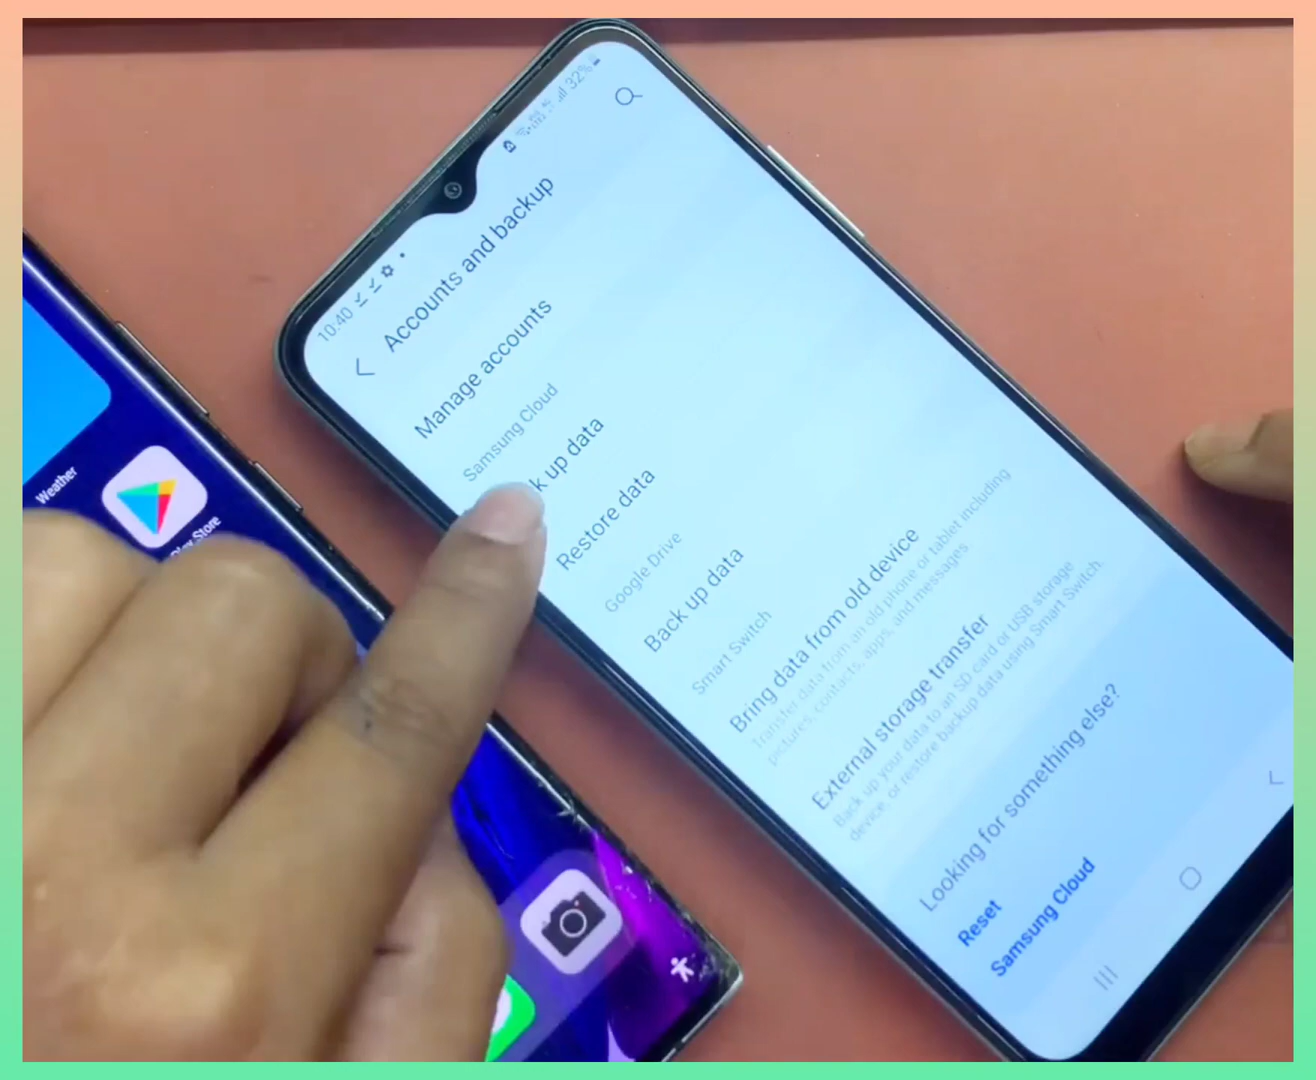 10:40
32%
Accounts and backup
Manage accounts
Samsung Cloud
k up data
Restore data
Google Drive
Back up data
Smart Switch
Bring data from old device
Transfer data from an old phone or tablet including
pictures, contacts, apps, and messages
External storage transfer
Back up your data to an SD card or USB storage
device, or restore backup data using Smart Switch.
Looking for something else?
Reset
Samsung Cloud
Weather
Play Store